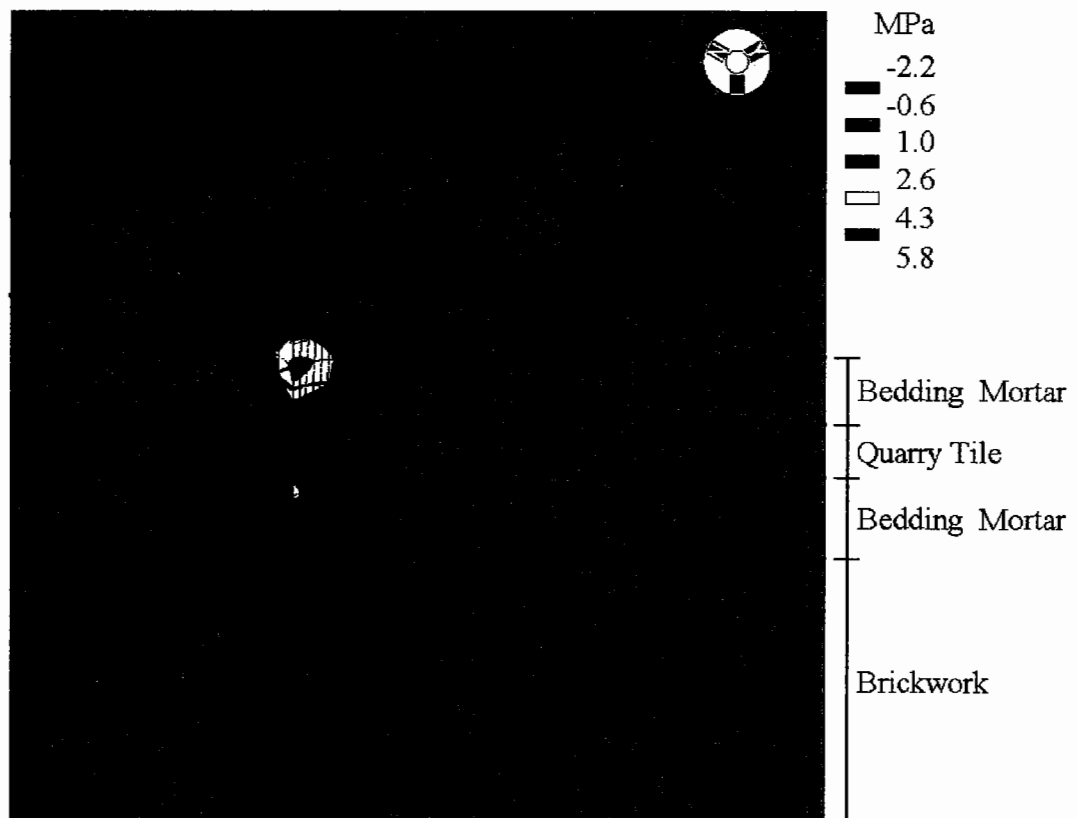 MPa
-2.2
-0.6
1.0
2.6
4.3
5.8
Bedding Mortar
Quarry Tile
Bedding Mortar
Brickwork